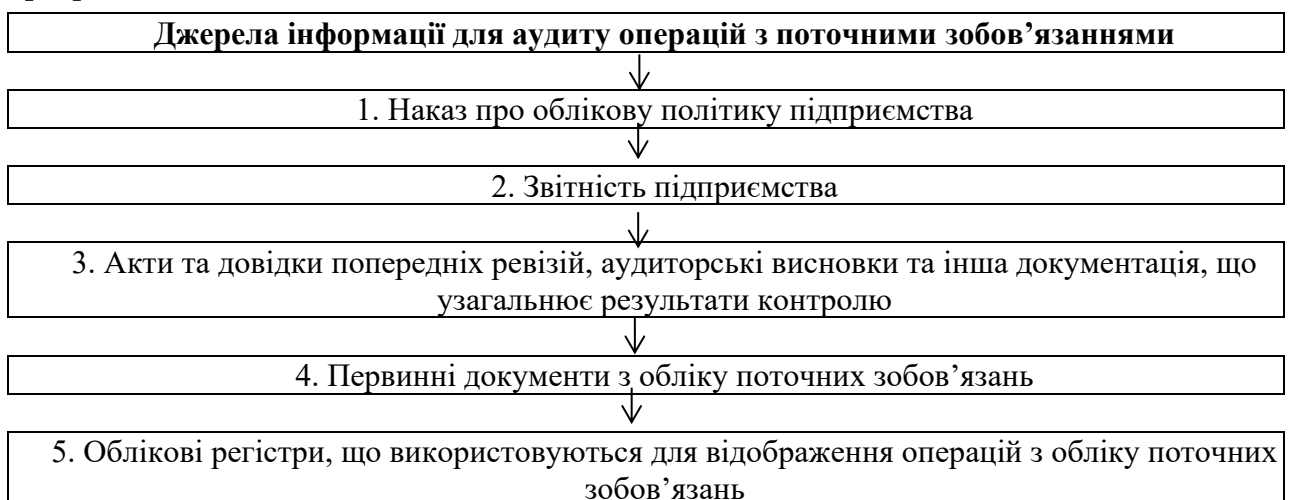 Джерела інформації для аудиту операцій з поточними зобов’язаннями
1. Наказ про облікову політику підприємства
2. Звітність підприємства
3. Акти та довідки попередніх ревізій, аудиторські висновки та інша документація, що
узагальнює результати контролю
4. Первинні документи з обліку поточних зобов’язань
5. Облікові регістри, що використовуються для відображення операцій з обліку поточних
зобов’язань